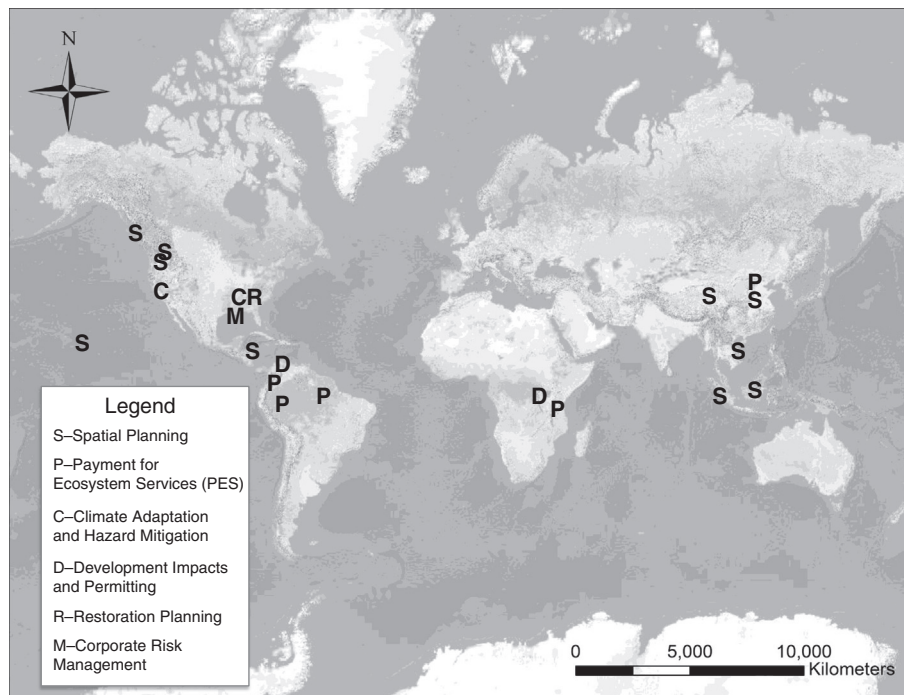 N
S
S
S
C
CR
M
S
S
D
P
P
P
D
P
S
P
S
S
S
S
Legend
S–Spatial Planning
P–Payment for
Ecosystem Services (PES)
C–Climate Adaptation
and Hazard Mitigation
D–Development Impacts
and Permitting
R–Restoration Planning
M–Corporate Risk
Management
0 5,000 10,000
Kilometers